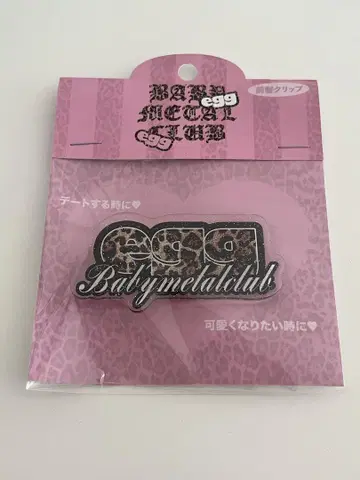 BABY
egg
METAL
egg CLUB
前髪クリップ
デートする時に♥
egg
Babymetalclub
可愛くなりたい時に♥